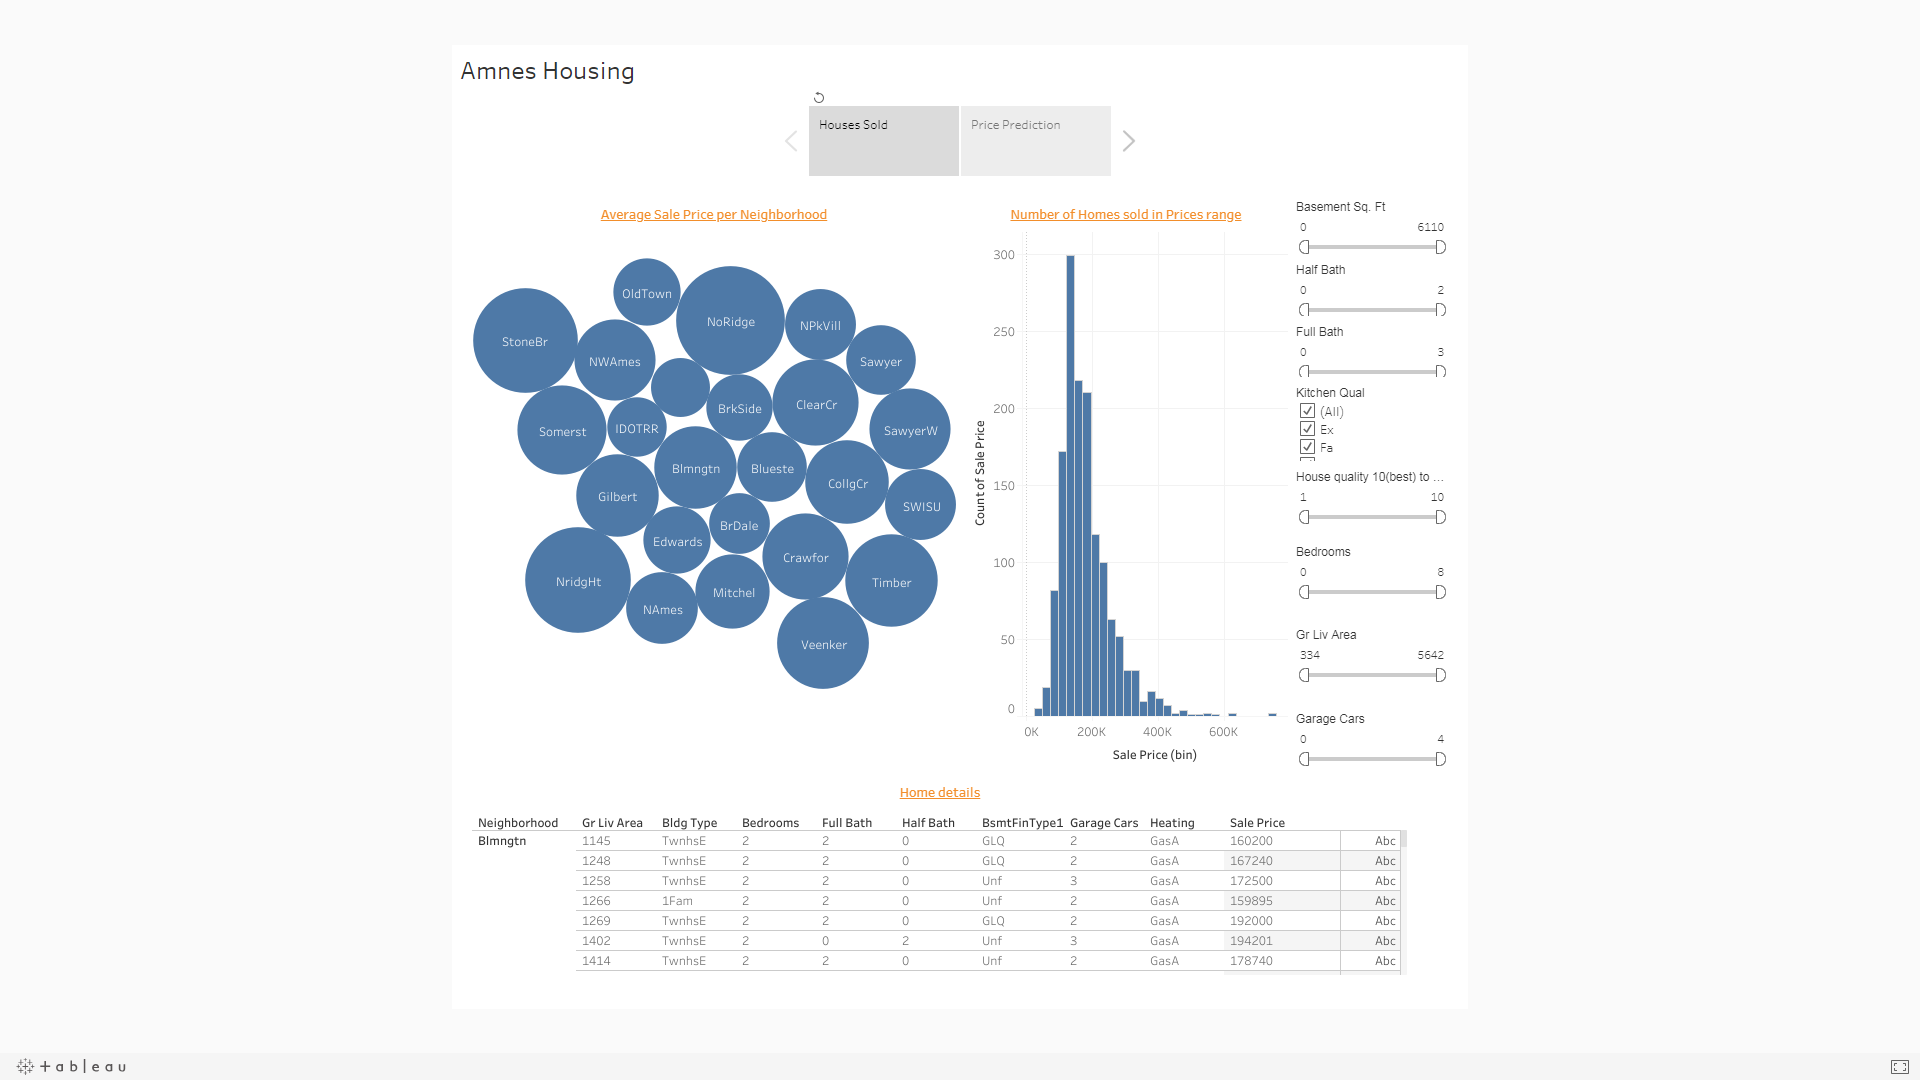 Amnes Housing
Houses Sold
Price Prediction
Average Sale Price per Neighborhood
OldTown
NoRidge
NPkVill
StoneBr
NWAmes
Sawyer
BrkSide
ClearCr
Somerst
IDOTRR
SawyerW
Blmngtn
Blueste
CollgCr
Gilbert
SWISU
BrDale
Edwards
Crawfor
NridgHt
Timber
Mitchel
NAmes
Veenker
Number of Homes sold in Prices range
Count of Sale Price
300
250
200
150
100
50
0
0K 200K 400K 600K
Sale Price (bin)
Basement Sq. Ft
0 6110
Half Bath
0 2
Full Bath
0 3
Kitchen Qual
(All)
Ex
Fa
House quality 10(best) to ...
1 10
Bedrooms
0 8
Gr Liv Area
334 5642
Garage Cars
0 4
Home details
Neighborhood Gr Liv Area Bldg Type Bedrooms Full Bath Half Bath BsmtFinType1 Garage Cars Heating Sale Price
Blmngtn 1145 TwnhsE 2 2 0 GLQ 2 GasA 160200 Abc
1248 TwnhsE 2 2 0 GLQ 2 GasA 167240 Abc
1258 TwnhsE 2 2 0 Unf 3 GasA 172500 Abc
1266 1Fam 2 2 0 Unf 2 GasA 159895 Abc
1269 TwnhsE 2 2 0 GLQ 2 GasA 192000 Abc
1402 TwnhsE 2 0 2 Unf 3 GasA 194201 Abc
1414 TwnhsE 2 2 0 Unf 2 GasA 178740 Abc
+ableau